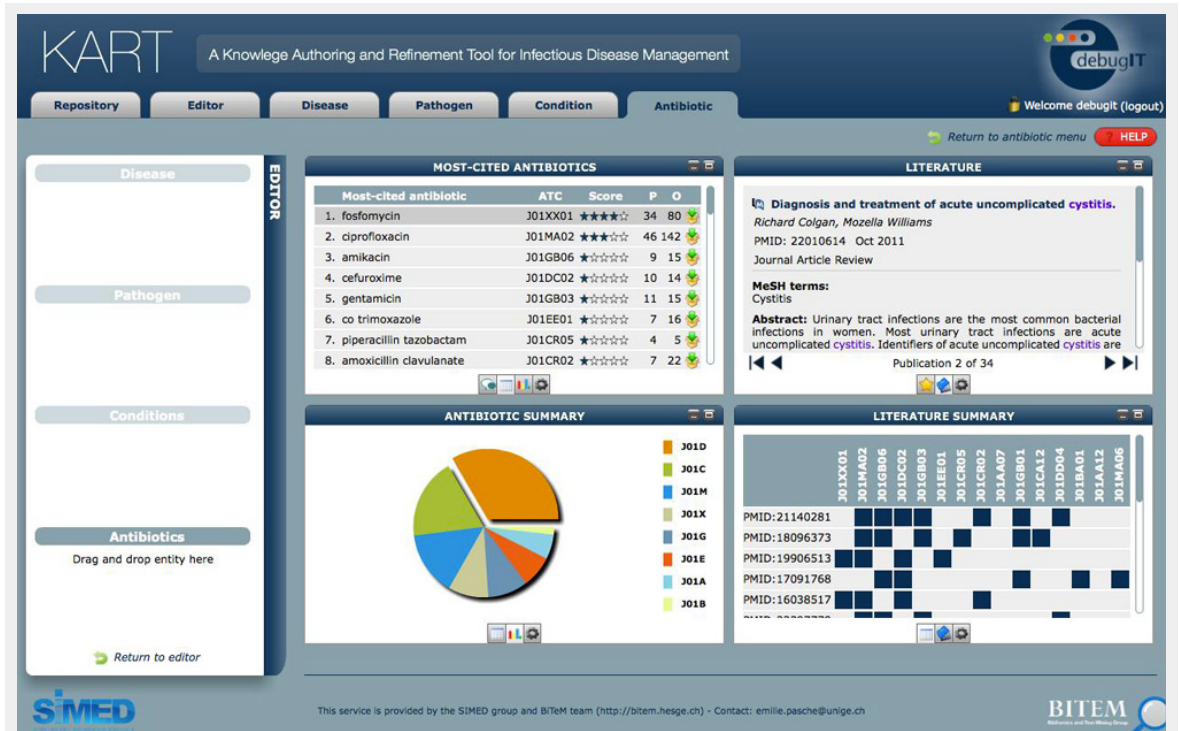 KART
A Knowlege Authoring and Refinement Tool for Infectious Disease Management
debugIT
Repository Editor Disease Pathogen Condition Antibiotic
Welcome debugit (logout)
Return to antibiotic menu ? HELP
EDITOR
Disease
Pathogen
Conditions
Antibiotics
Drag and drop entity here
Return to editor
MOST-CITED ANTIBIOTICS
Most-cited antibiotic ATC Score P O
1. fosfomycin J01XX01 ★★★★☆ 34 80
2. ciprofloxacin J01MA02 ★★★☆☆ 46 142
3. amikacin J01GB06 ★☆☆☆☆ 9 15
4. cefuroxime J01DC02 ★☆☆☆☆ 10 14
5. gentamicin J01GB03 ★☆☆☆☆ 11 15
6. co trimoxazole J01EE01 ★☆☆☆☆ 7 16
7. piperacillin tazobactam J01CR05 ★☆☆☆☆ 4 5
8. amoxicillin clavulanate J01CR02 ★☆☆☆☆ 7 22
LITERATURE
Diagnosis and treatment of acute uncomplicated cystitis.
Richard Colgan, Mozella Williams
PMID: 22010614 Oct 2011
Journal Article Review
MeSH terms:
Cystitis
Abstract: Urinary tract infections are the most common bacterial
infections in women. Most urinary tract infections are acute
uncomplicated cystitis. Identifiers of acute uncomplicated cystitis are
Publication 2 of 34
ANTIBIOTIC SUMMARY
J01D
J01C
J01M
J01X
J01G
J01E
J01A
J01B
LITERATURE SUMMARY
J01XX01 J01MA02 J01GB06 J01DC02 J01GB03 J01EE01 J01CR05 J01CR02 J01AA07 J01GB01 J01CA12 J01DD04 J01BA01 J01AA12 J01MA06
PMID:21140281
PMID:18096373
PMID:19906513
PMID:17091768
PMID:16038517
SIMED
This service is provided by the SIMED group and BiTeM team (http://bitem.hesge.ch) - Contact: emilie.pasche@unige.ch
BITEM